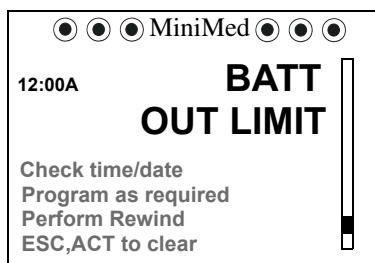 MiniMed
12:00A
BATT
OUT LIMIT
Check time/date
Program as required
Perform Rewind
ESC,ACT to clear